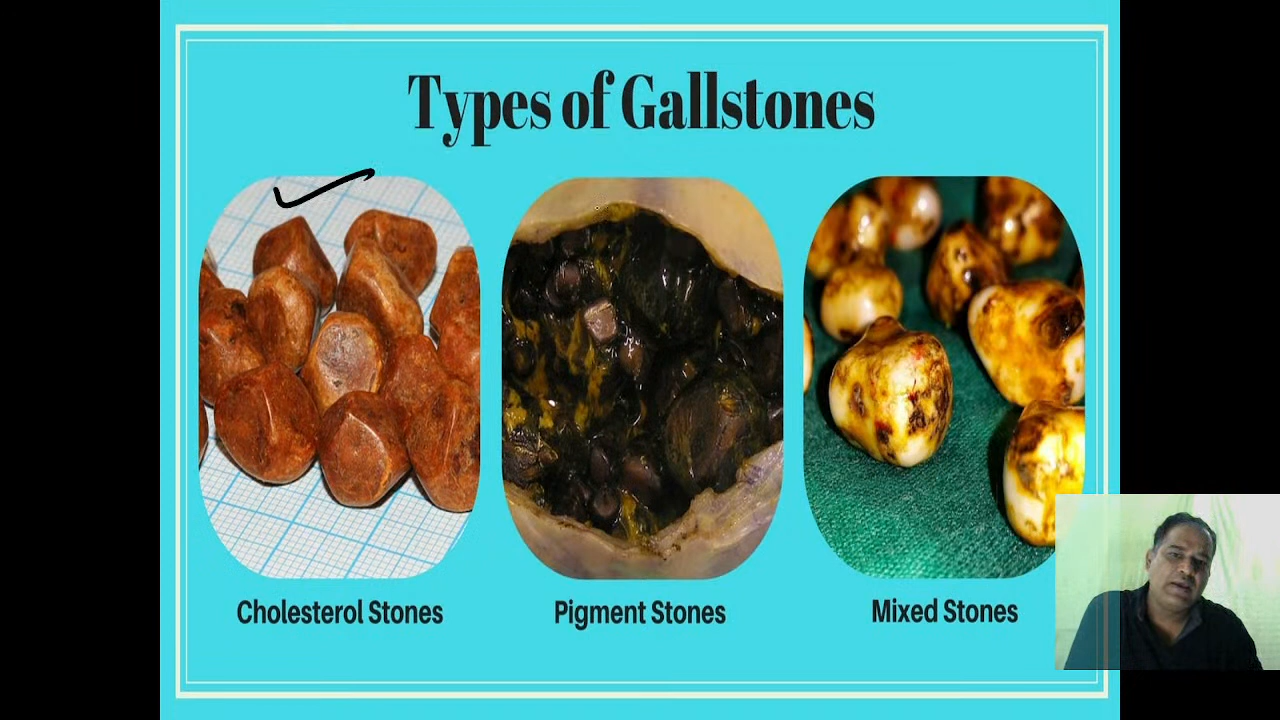 Types of Gallstones
Cholesterol Stones
Pigment Stones
Mixed Stones